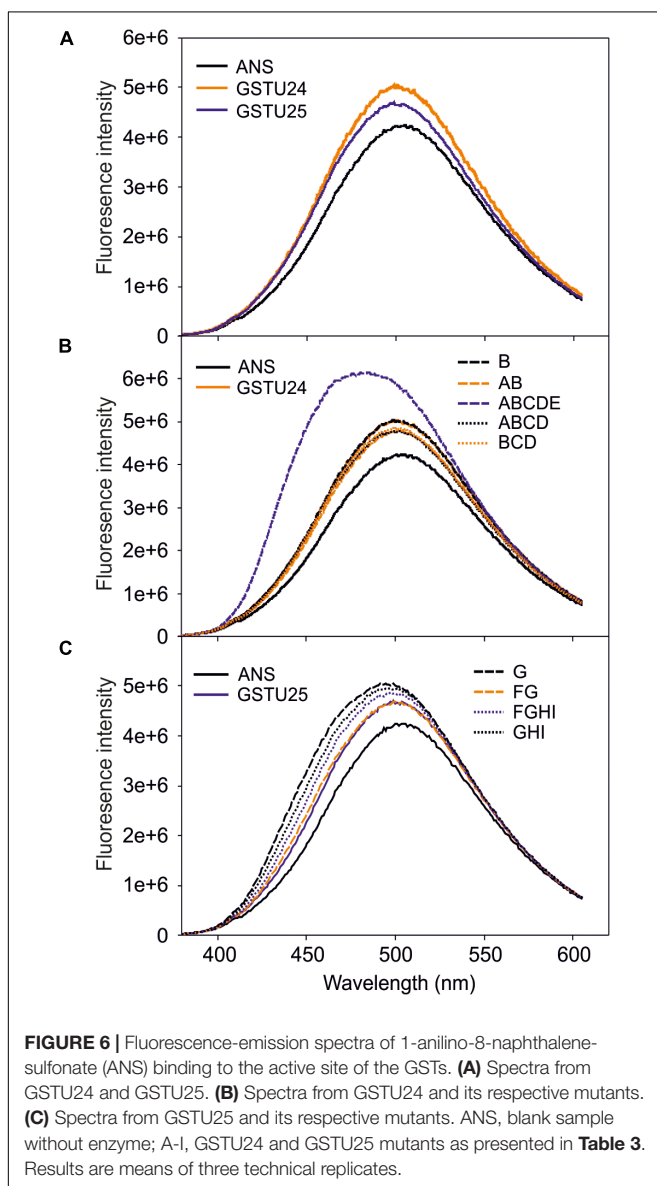 A
Fluoresence intensity
6e+6
5e+6
4e+6
3e+6
2e+6
1e+6
0
ANS
GSTU24
GSTU25
B
Fluoresence intensity
6e+6
5e+6
4e+6
3e+6
2e+6
1e+6
0
ANS
GSTU24
B
AB
ABCDE
ABCD
BCD
C
Fluoresence intensity
5e+6
4e+6
3e+6
2e+6
1e+6
0
ANS
GSTU25
G
FG
FGHI
GHI
400 450 500 550 600
Wavelength (nm)
FIGURE 6 | Fluorescence-emission spectra of 1-anilino-8-naphthalene-
sulfonate (ANS) binding to the active site of the GSTs. (A) Spectra from
GSTU24 and GSTU25. (B) Spectra from GSTU24 and its respective mutants.
(C) Spectra from GSTU25 and its respective mutants. ANS, blank sample
without enzyme; A-I, GSTU24 and GSTU25 mutants as presented in Table 3.
Results are means of three technical replicates.